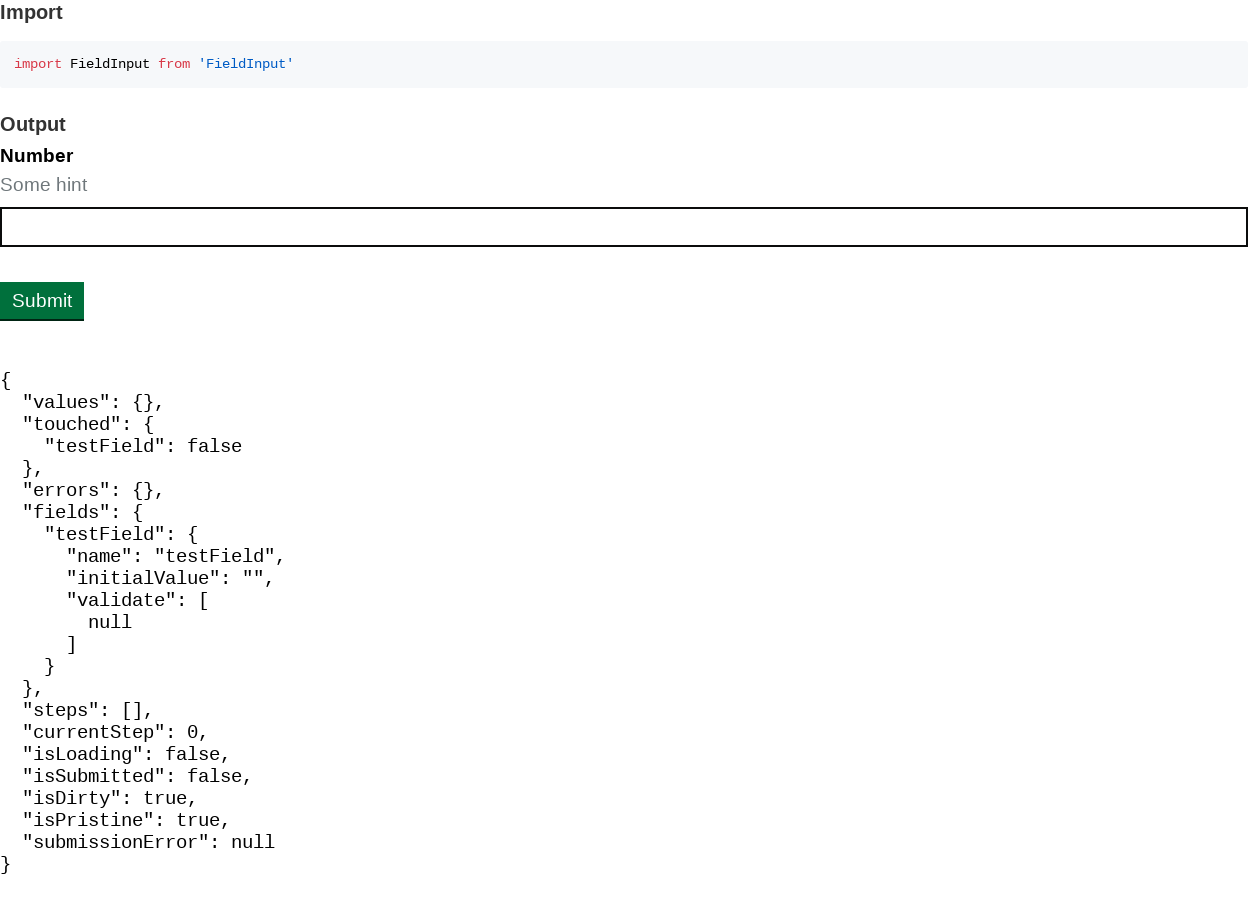 Import
import FieldInput from 'FieldInput'
Output
Number
Some hint
Submit
{
  "values": {},
  "touched": {
    "testField": false
  },
  "errors": {},
  "fields": {
    "testField": {
      "name": "testField",
      "initialValue": "",
      "validate": [
        null
      ]
    }
  },
  "steps": [],
  "currentStep": 0,
  "isLoading": false,
  "isSubmitted": false,
  "isDirty": true,
  "isPristine": true,
  "submissionError": null
}